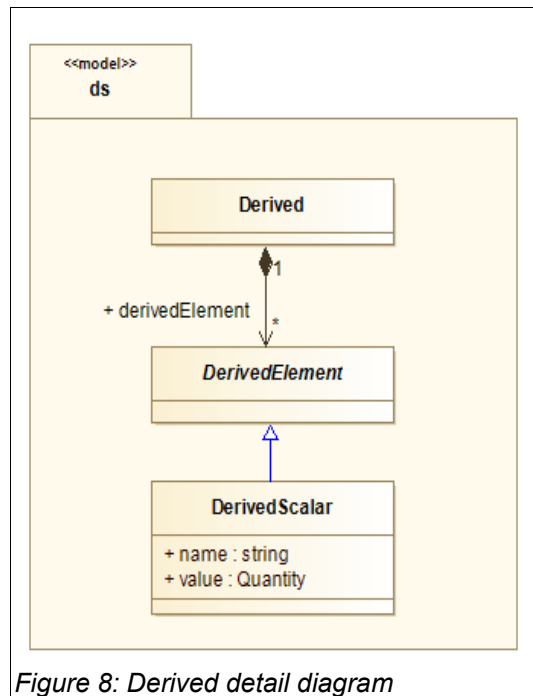 <<model>>
ds
Derived
1
+ derivedElement
*
DerivedElement
DerivedScalar
+ name : string
+ value : Quantity
Figure 8: Derived detail diagram